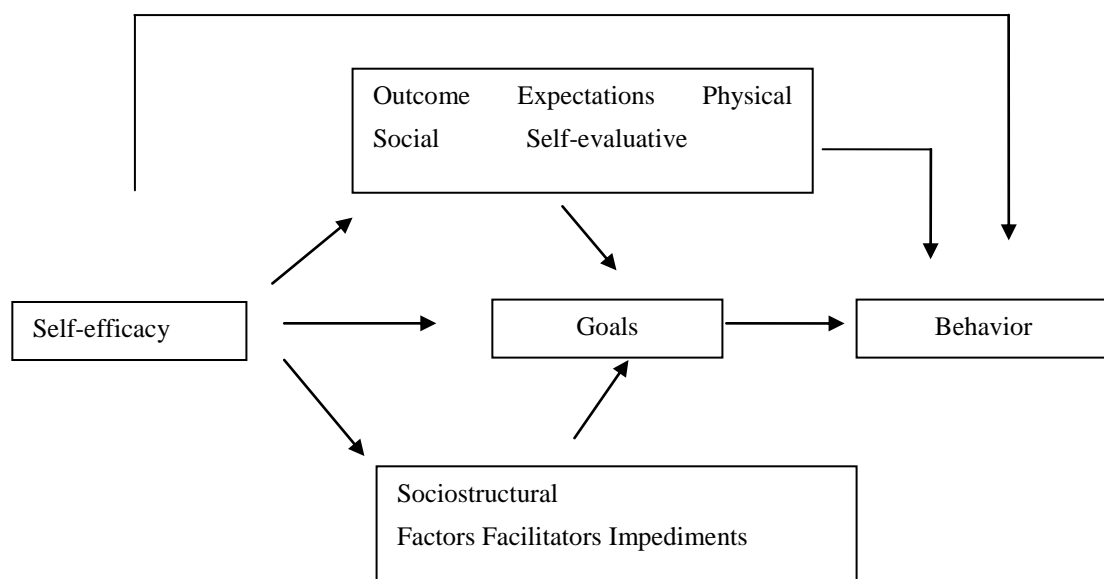 Outcome Expectations Physical
Social Self-evaluative
Self-efficacy
Goals
Behavior
Sociostructural
Factors Facilitators Impediments